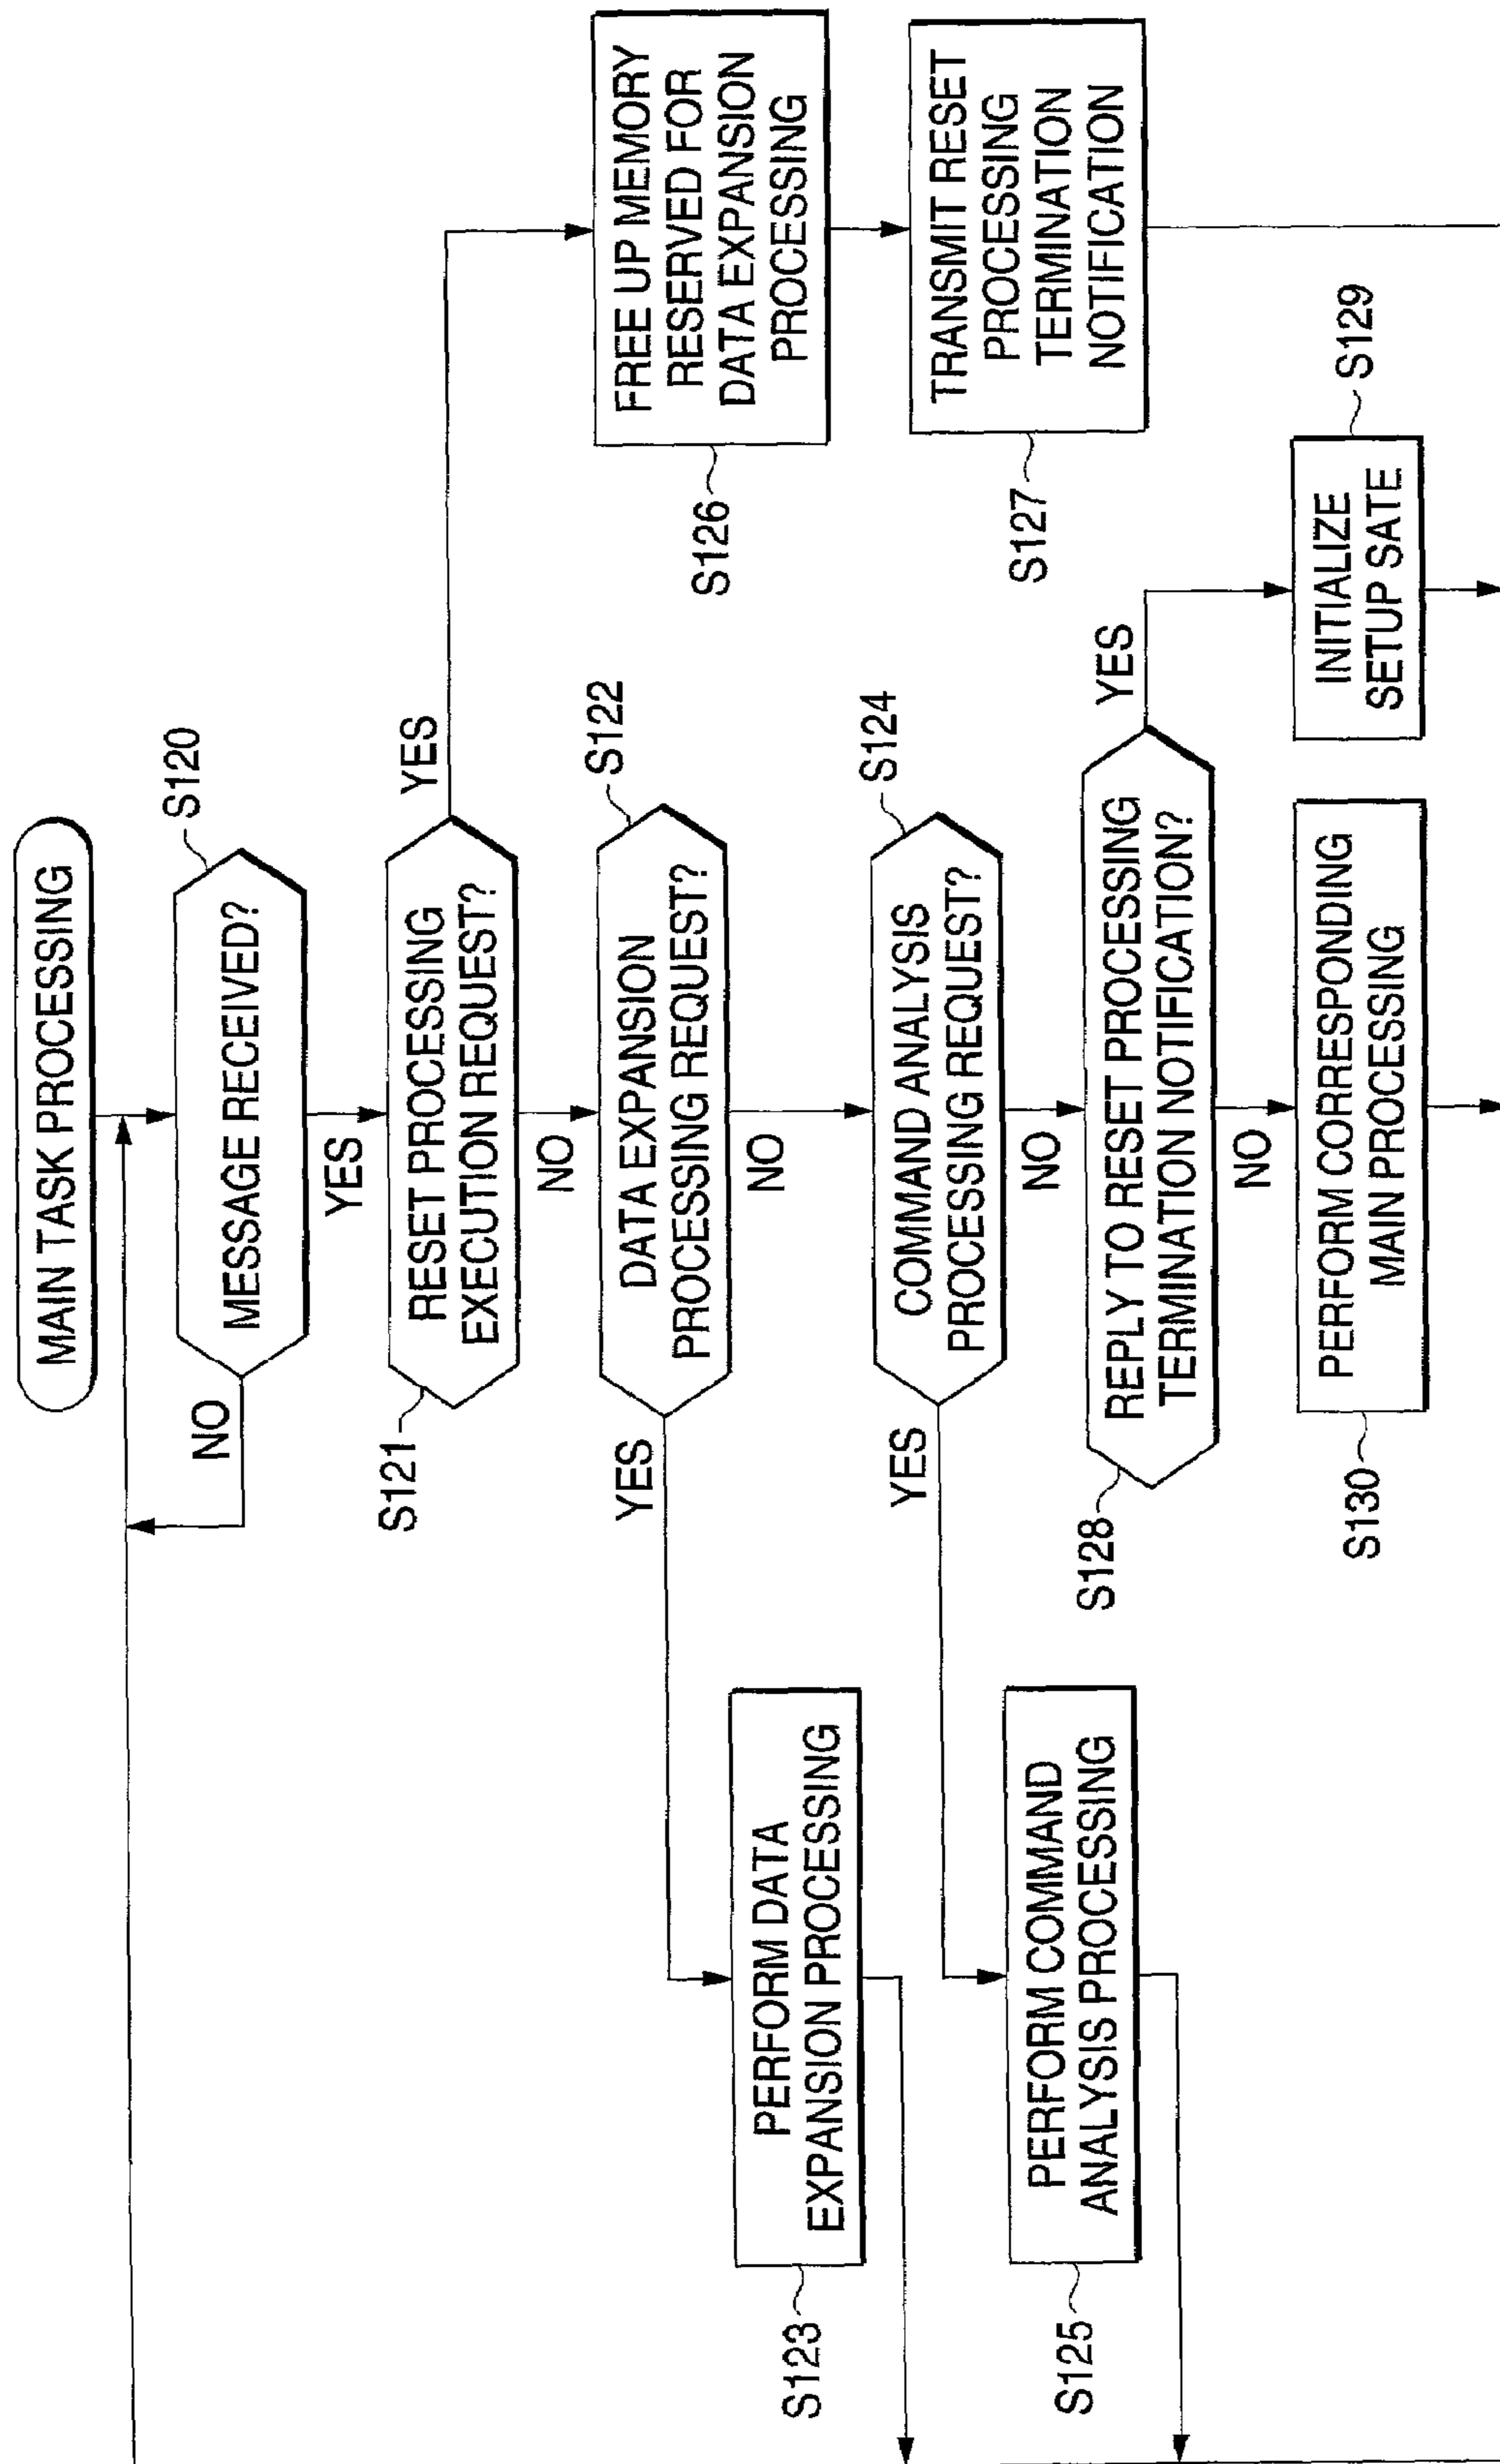 MAIN TASK PROCESSING
S120
MESSAGE RECEIVED?
NO
YES
S121
RESET PROCESSING
EXECUTION REQUEST?
YES
NO
S122
DATA EXPANSION
PROCESSING REQUEST?
YES
NO
S123
PERFORM DATA
EXPANSION PROCESSING
S124
COMMAND ANALYSIS
PROCESSING REQUEST?
YES
NO
S125
PERFORM COMMAND
ANALYSIS PROCESSING
S126
FREE UP MEMORY
RESERVED FOR
DATA EXPANSION
PROCESSING
S127
TRANSMIT RESET
PROCESSING
TERMINATION
NOTIFICATION
S128
REPLY TO RESET PROCESSING
TERMINATION NOTIFICATION?
YES
NO
S129
INITIALIZE
SETUP SATE
S130
PERFORM CORRESPONDING
MAIN PROCESSING